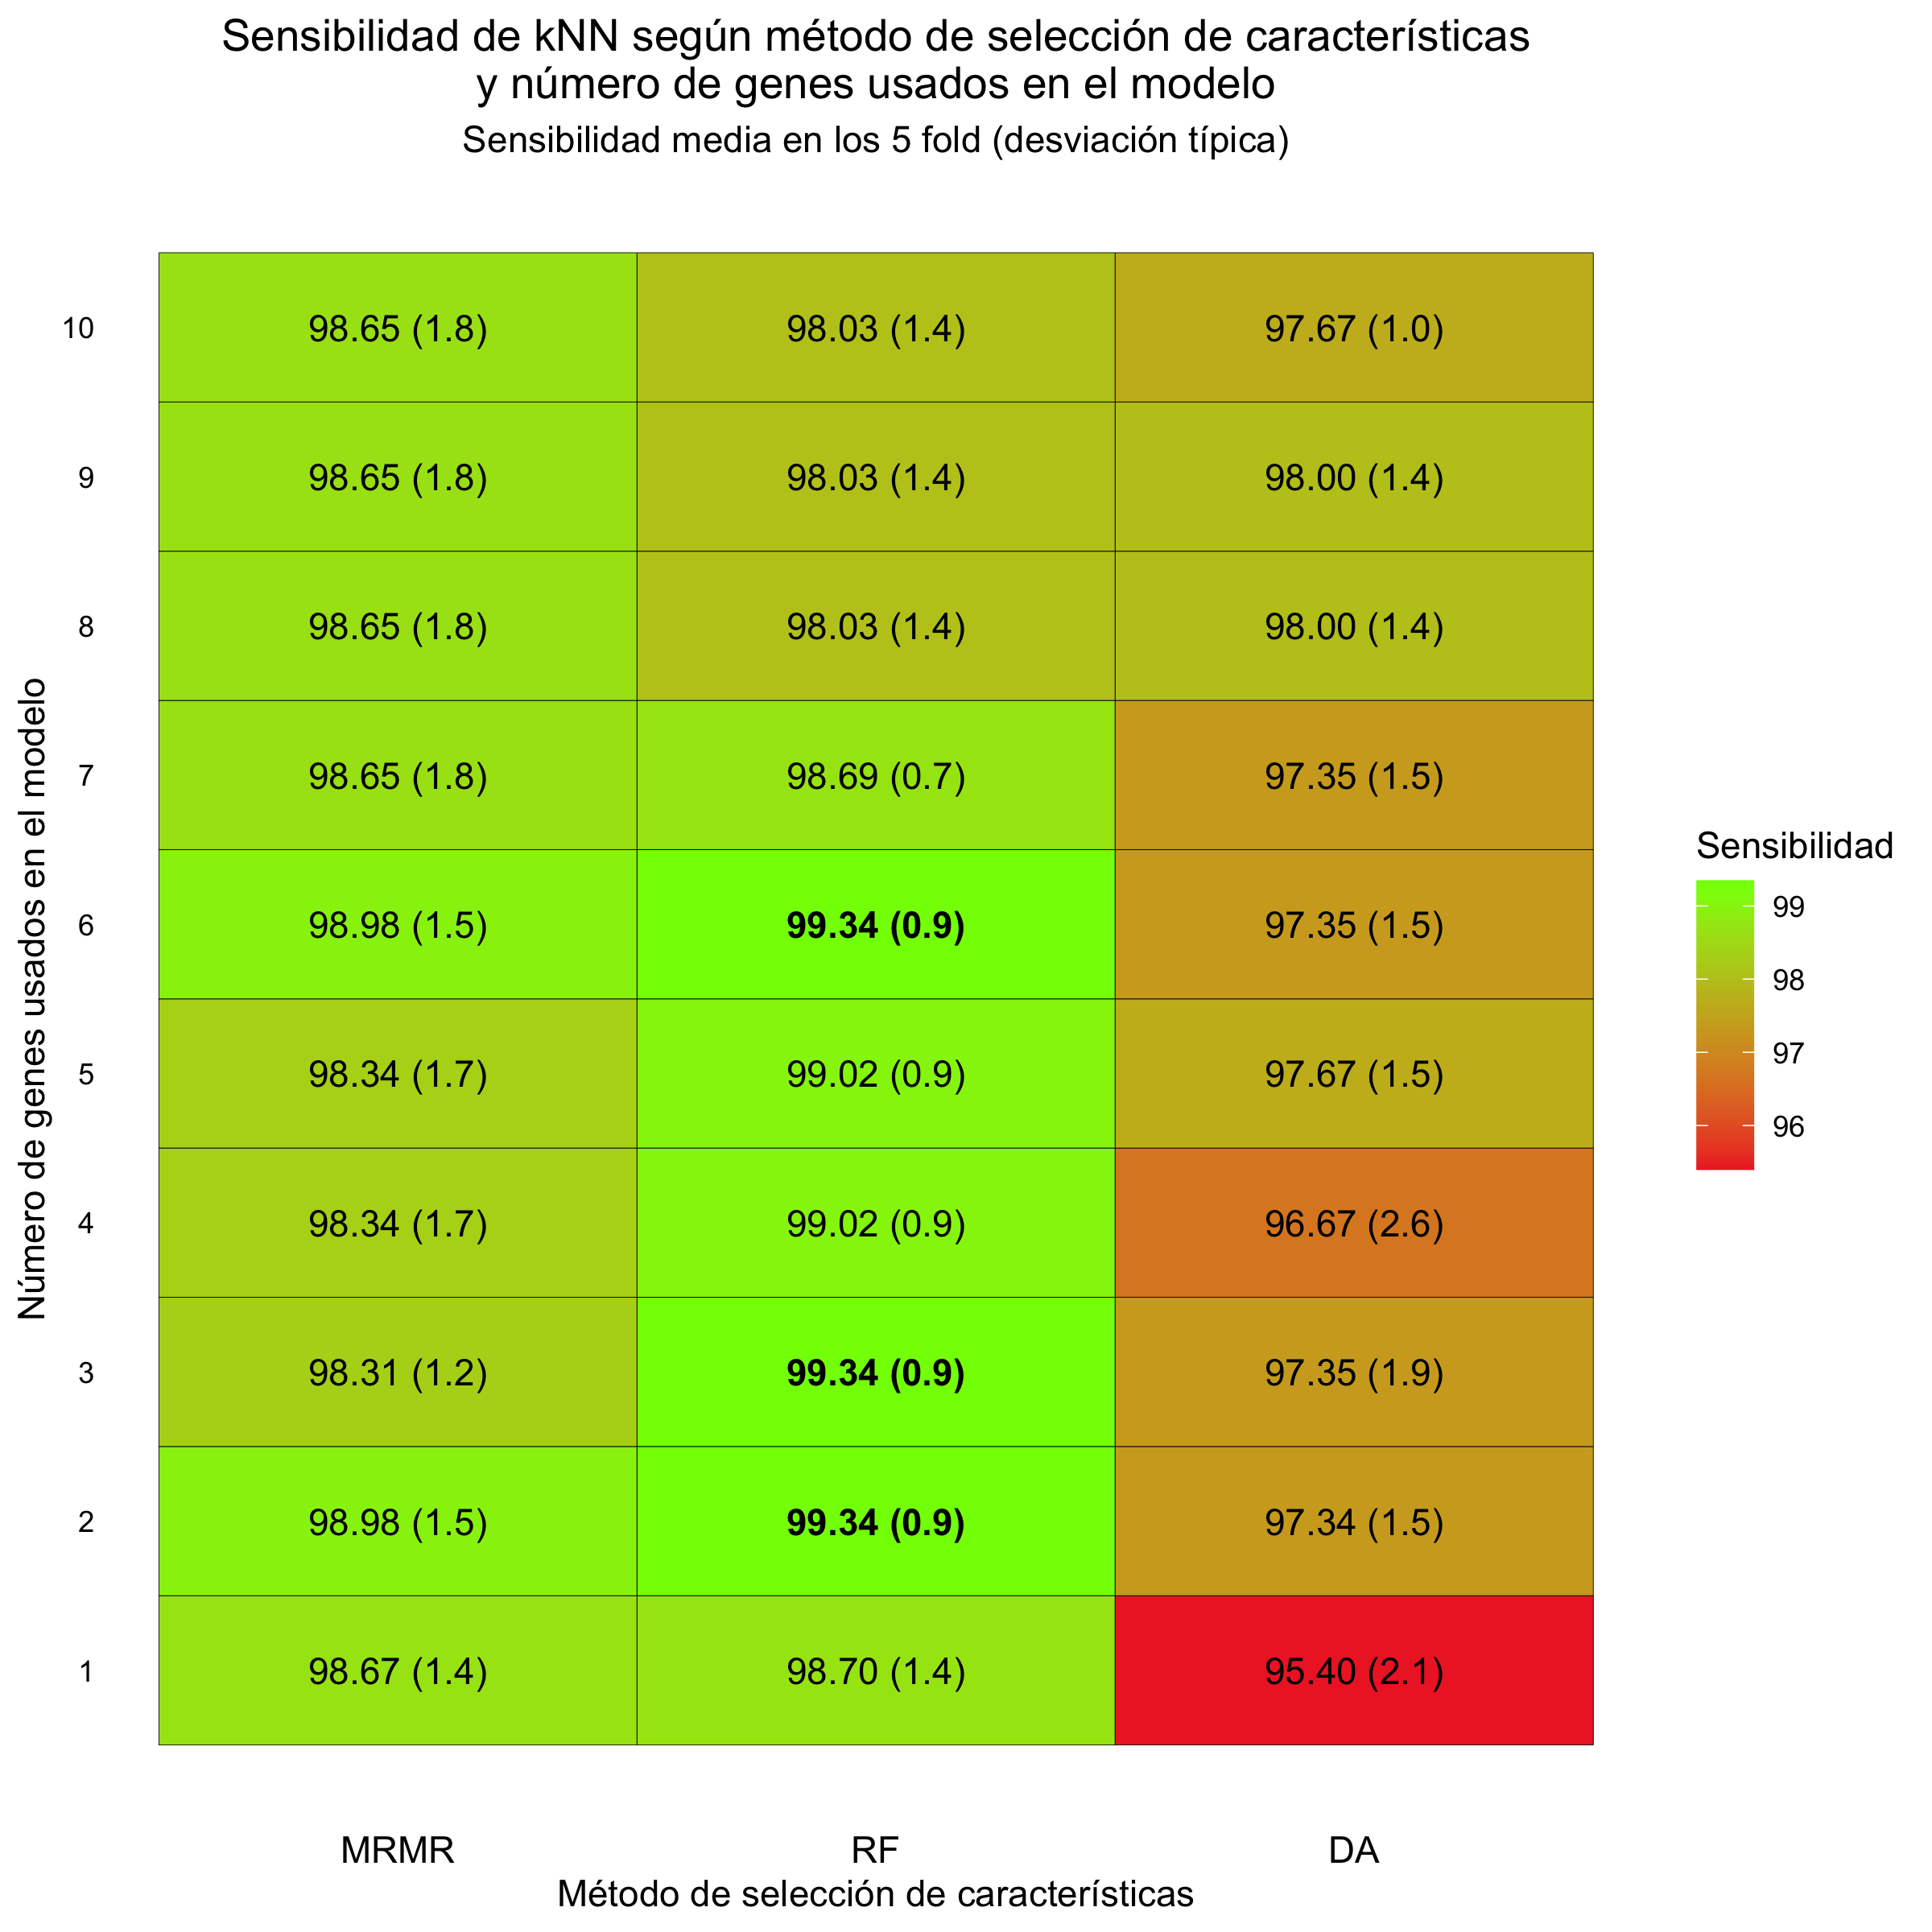 Sensibilidad de kNN según método de selección de características
y número de genes usados en el modelo
Sensibilidad media en los 5 fold (desviación típica)
Número de genes usados en el modelo
10 98.65 (1.8) 98.03 (1.4) 97.67 (1.0)
9 98.65 (1.8) 98.03 (1.4) 98.00 (1.4)
8 98.65 (1.8) 98.03 (1.4) 98.00 (1.4)
7 98.65 (1.8) 98.69 (0.7) 97.35 (1.5)
6 98.98 (1.5) 99.34 (0.9) 97.35 (1.5)
5 98.34 (1.7) 99.02 (0.9) 97.67 (1.5)
4 98.34 (1.7) 99.02 (0.9) 96.67 (2.6)
3 98.31 (1.2) 99.34 (0.9) 97.35 (1.9)
2 98.98 (1.5) 99.34 (0.9) 97.34 (1.5)
1 98.67 (1.4) 98.70 (1.4) 95.40 (2.1)
MRMR RF DA
Método de selección de características
Sensibilidad
99
98
97
96